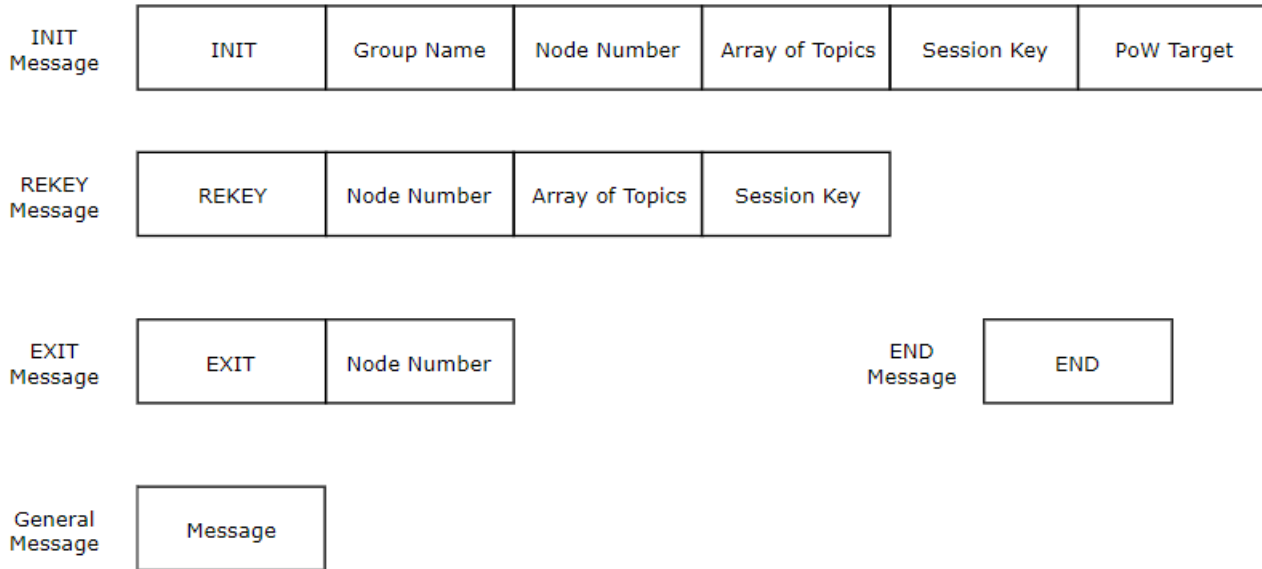 INIT
Message
INIT
Group Name
Node Number
Array of Topics
Session Key
PoW Target
REKEY
Message
REKEY
Node Number
Array of Topics
Session Key
EXIT
Message
EXIT
Node Number
END
Message
END
General
Message
Message